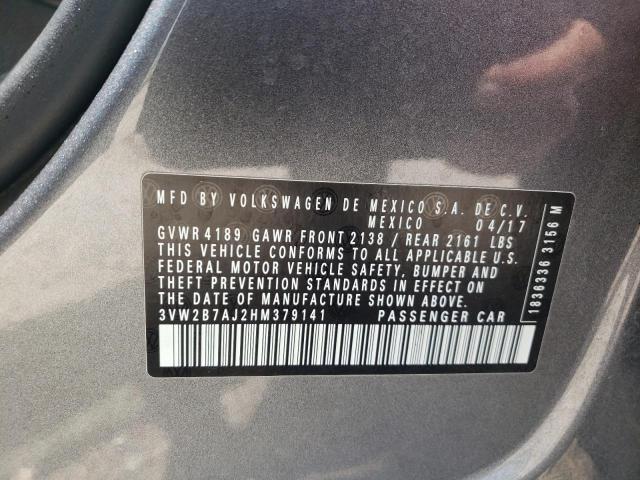 MFD BY VOLKSWAGEN DE MEXICO S.A. DE C.V.
MEXICO 04/17
GVWR 4189 GAWR FRONT 2138 / REAR 2161 LBS
THIS VEHICLE CONFORMS TO ALL APPLICABLE U.S.
FEDERAL MOTOR VEHICLE SAFETY, BUMPER AND
THEFT PREVENTION STANDARDS IN EFFECT ON
THE DATE OF MANUFACTURE SHOWN ABOVE
3VW2B7AJ2HM379141 PASSENGER CAR
1836336 3156 M